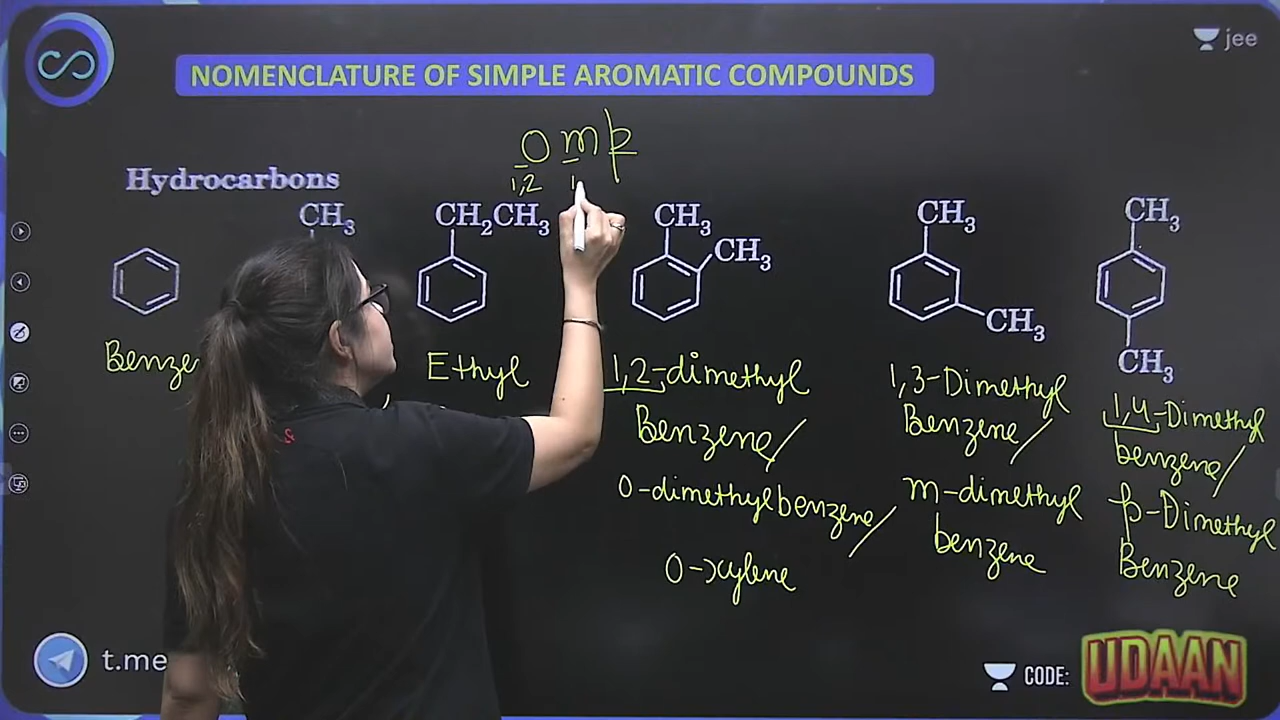 jee
NOMENCLATURE OF SIMPLE AROMATIC COMPOUNDS
O m p
1,2 1
Hydrocarbons
CH3 CH2CH3 CH3 CH3 CH3
CH3
CH3
CH3
Benze
Ethyl
1,2-dimethyl
Benzene/
o-dimethylbenzene/
o-xylene
1,3-Dimethyl
Benzene/
m-dimethyl
benzene
1,4-Dimethyl
benzene/
p-Dimethyl
Benzene
t.me
CODE: UDAAN